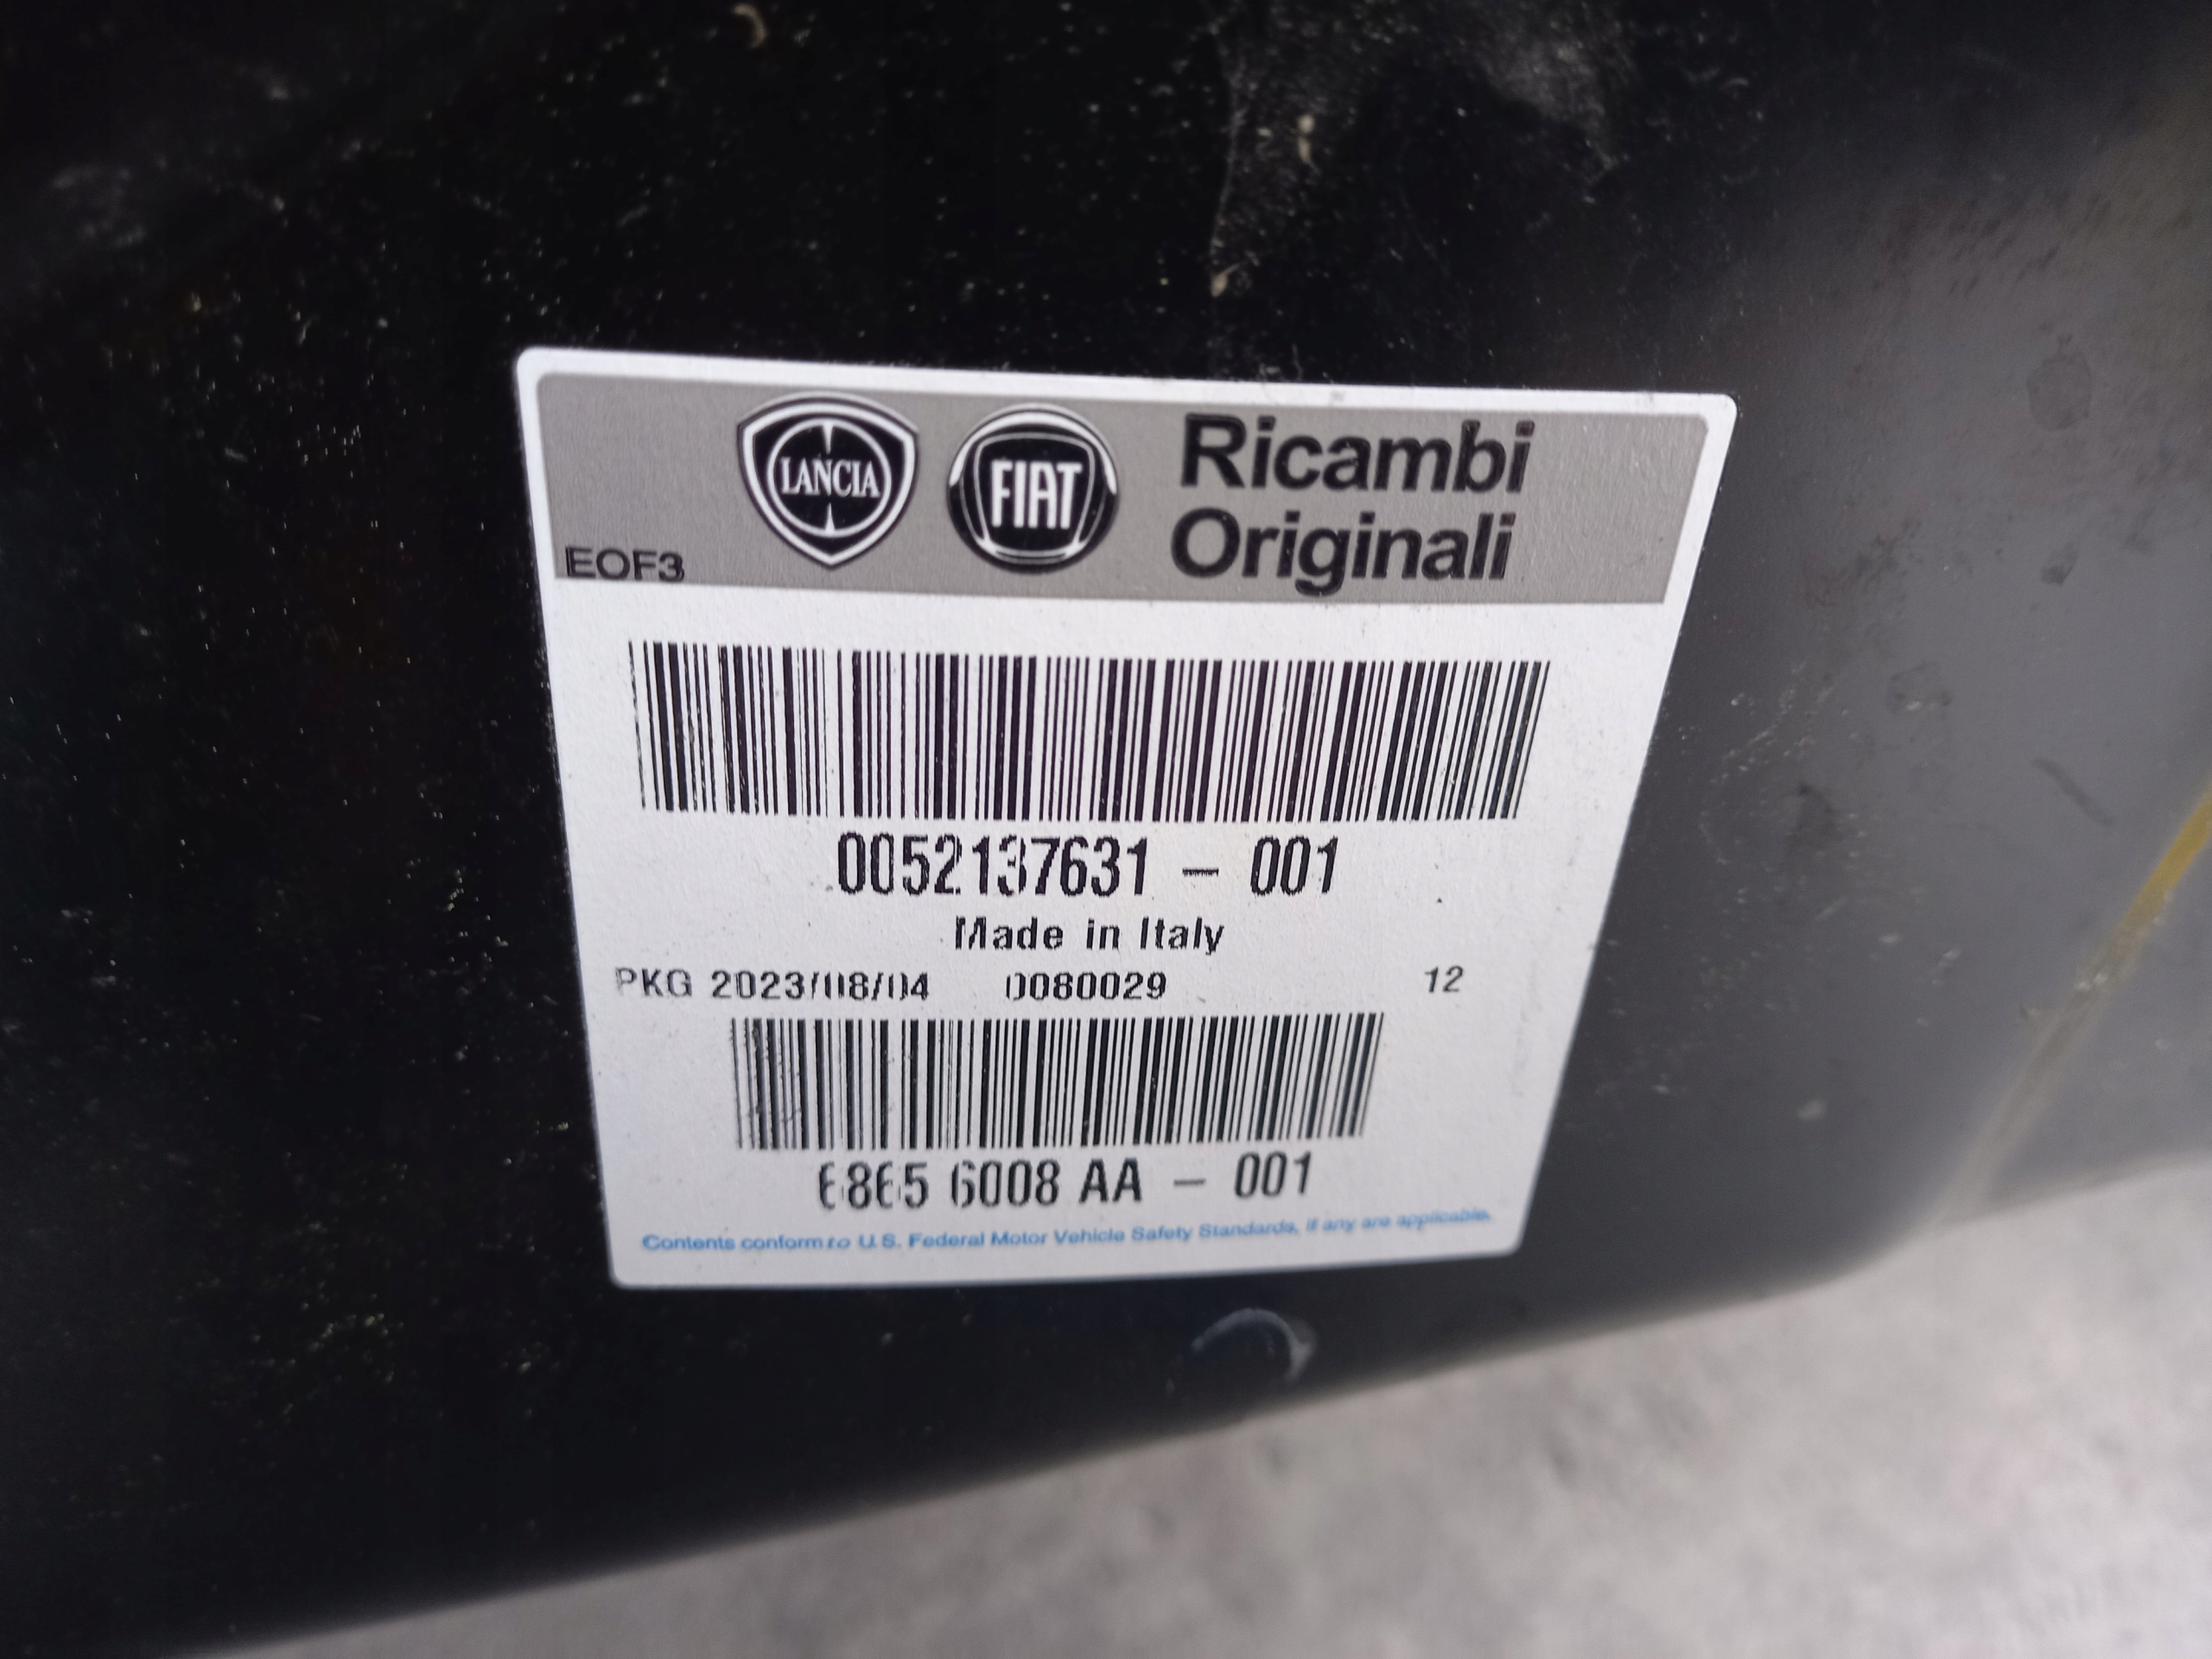 LANCIA
FIAT
Ricambi
Originali
EOF3
0052137631 - 001
Made in Italy
PKG 2023/08/04 0080029 12
6865 6008 AA - 001
Contents conform to U.S. Federal Motor Vehicle Safety Standards, if any are applicable.